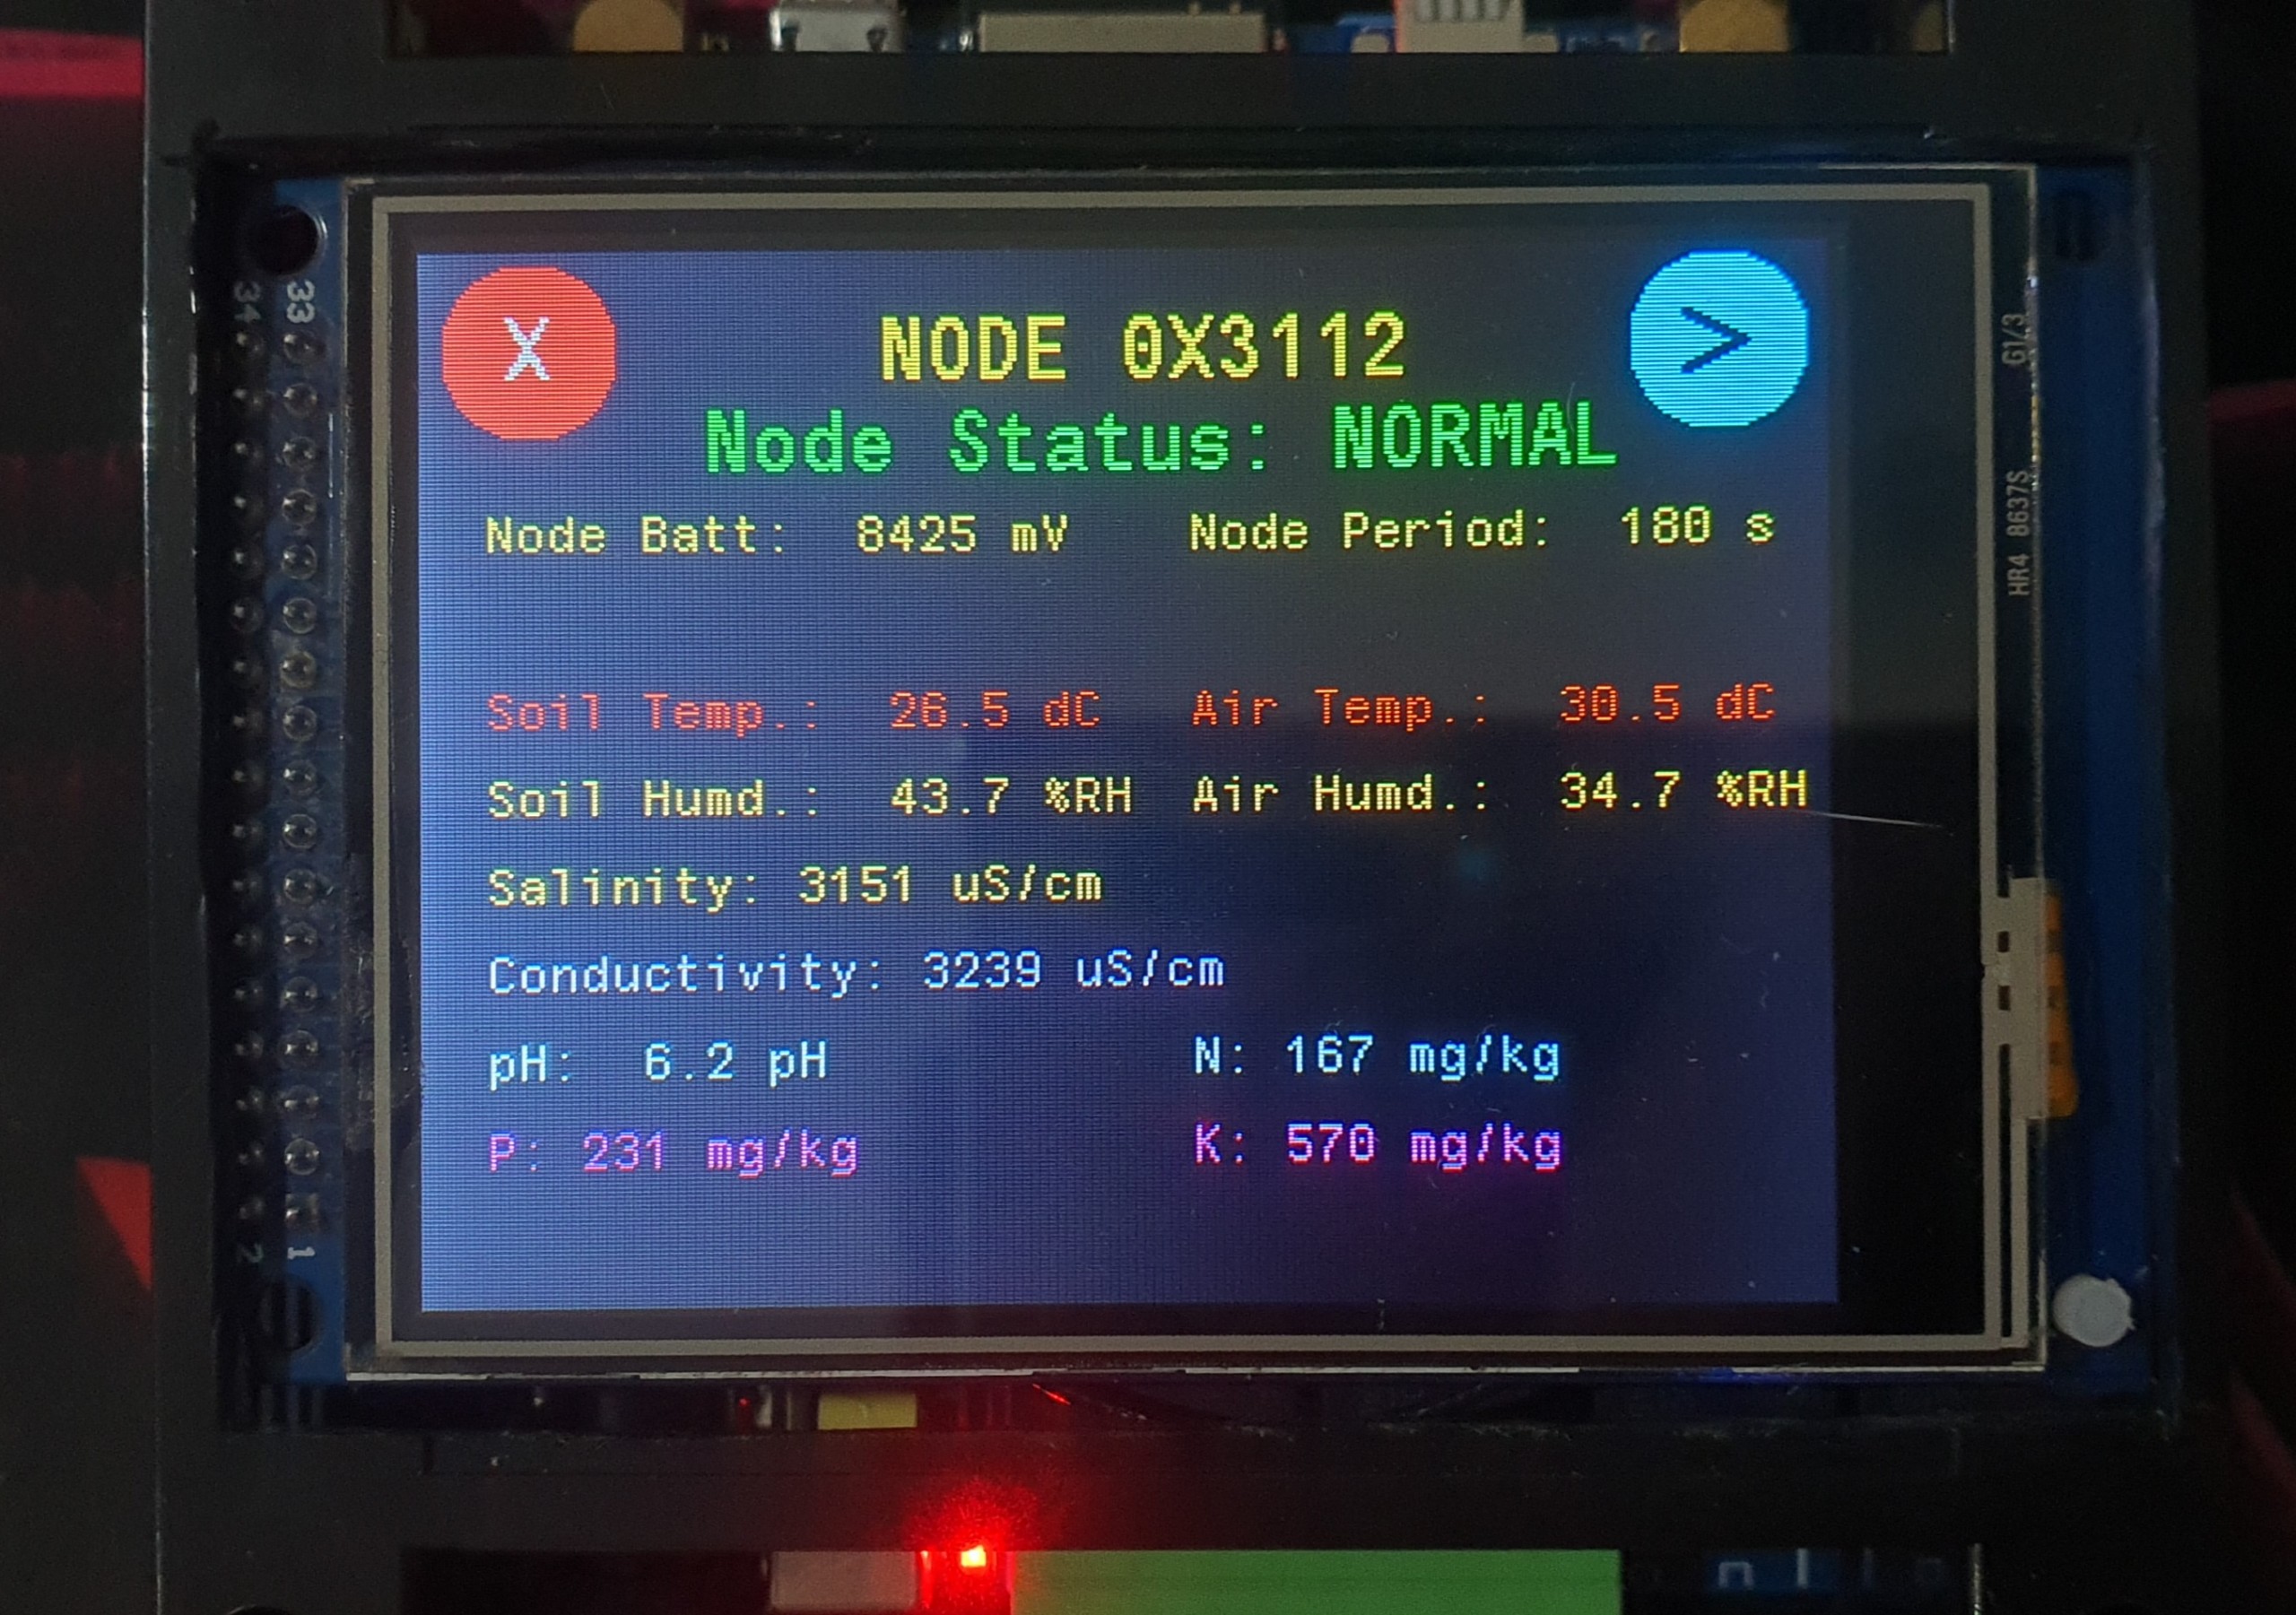 X
NODE 0X3112
>
Node Status: NORMAL
Node Batt: 8425 mV Node Period: 180 s
Soil Temp.: 26.5 dC Air Temp.: 30.5 dC
Soil Humd.: 43.7 %RH Air Humd.: 34.7 %RH
Salinity: 3151 uS/cm
Conductivity: 3239 uS/cm
pH: 6.2 pH N: 167 mg/kg
P: 231 mg/kg K: 570 mg/kg
34 33
2 1
G1/3
HR4 8637S